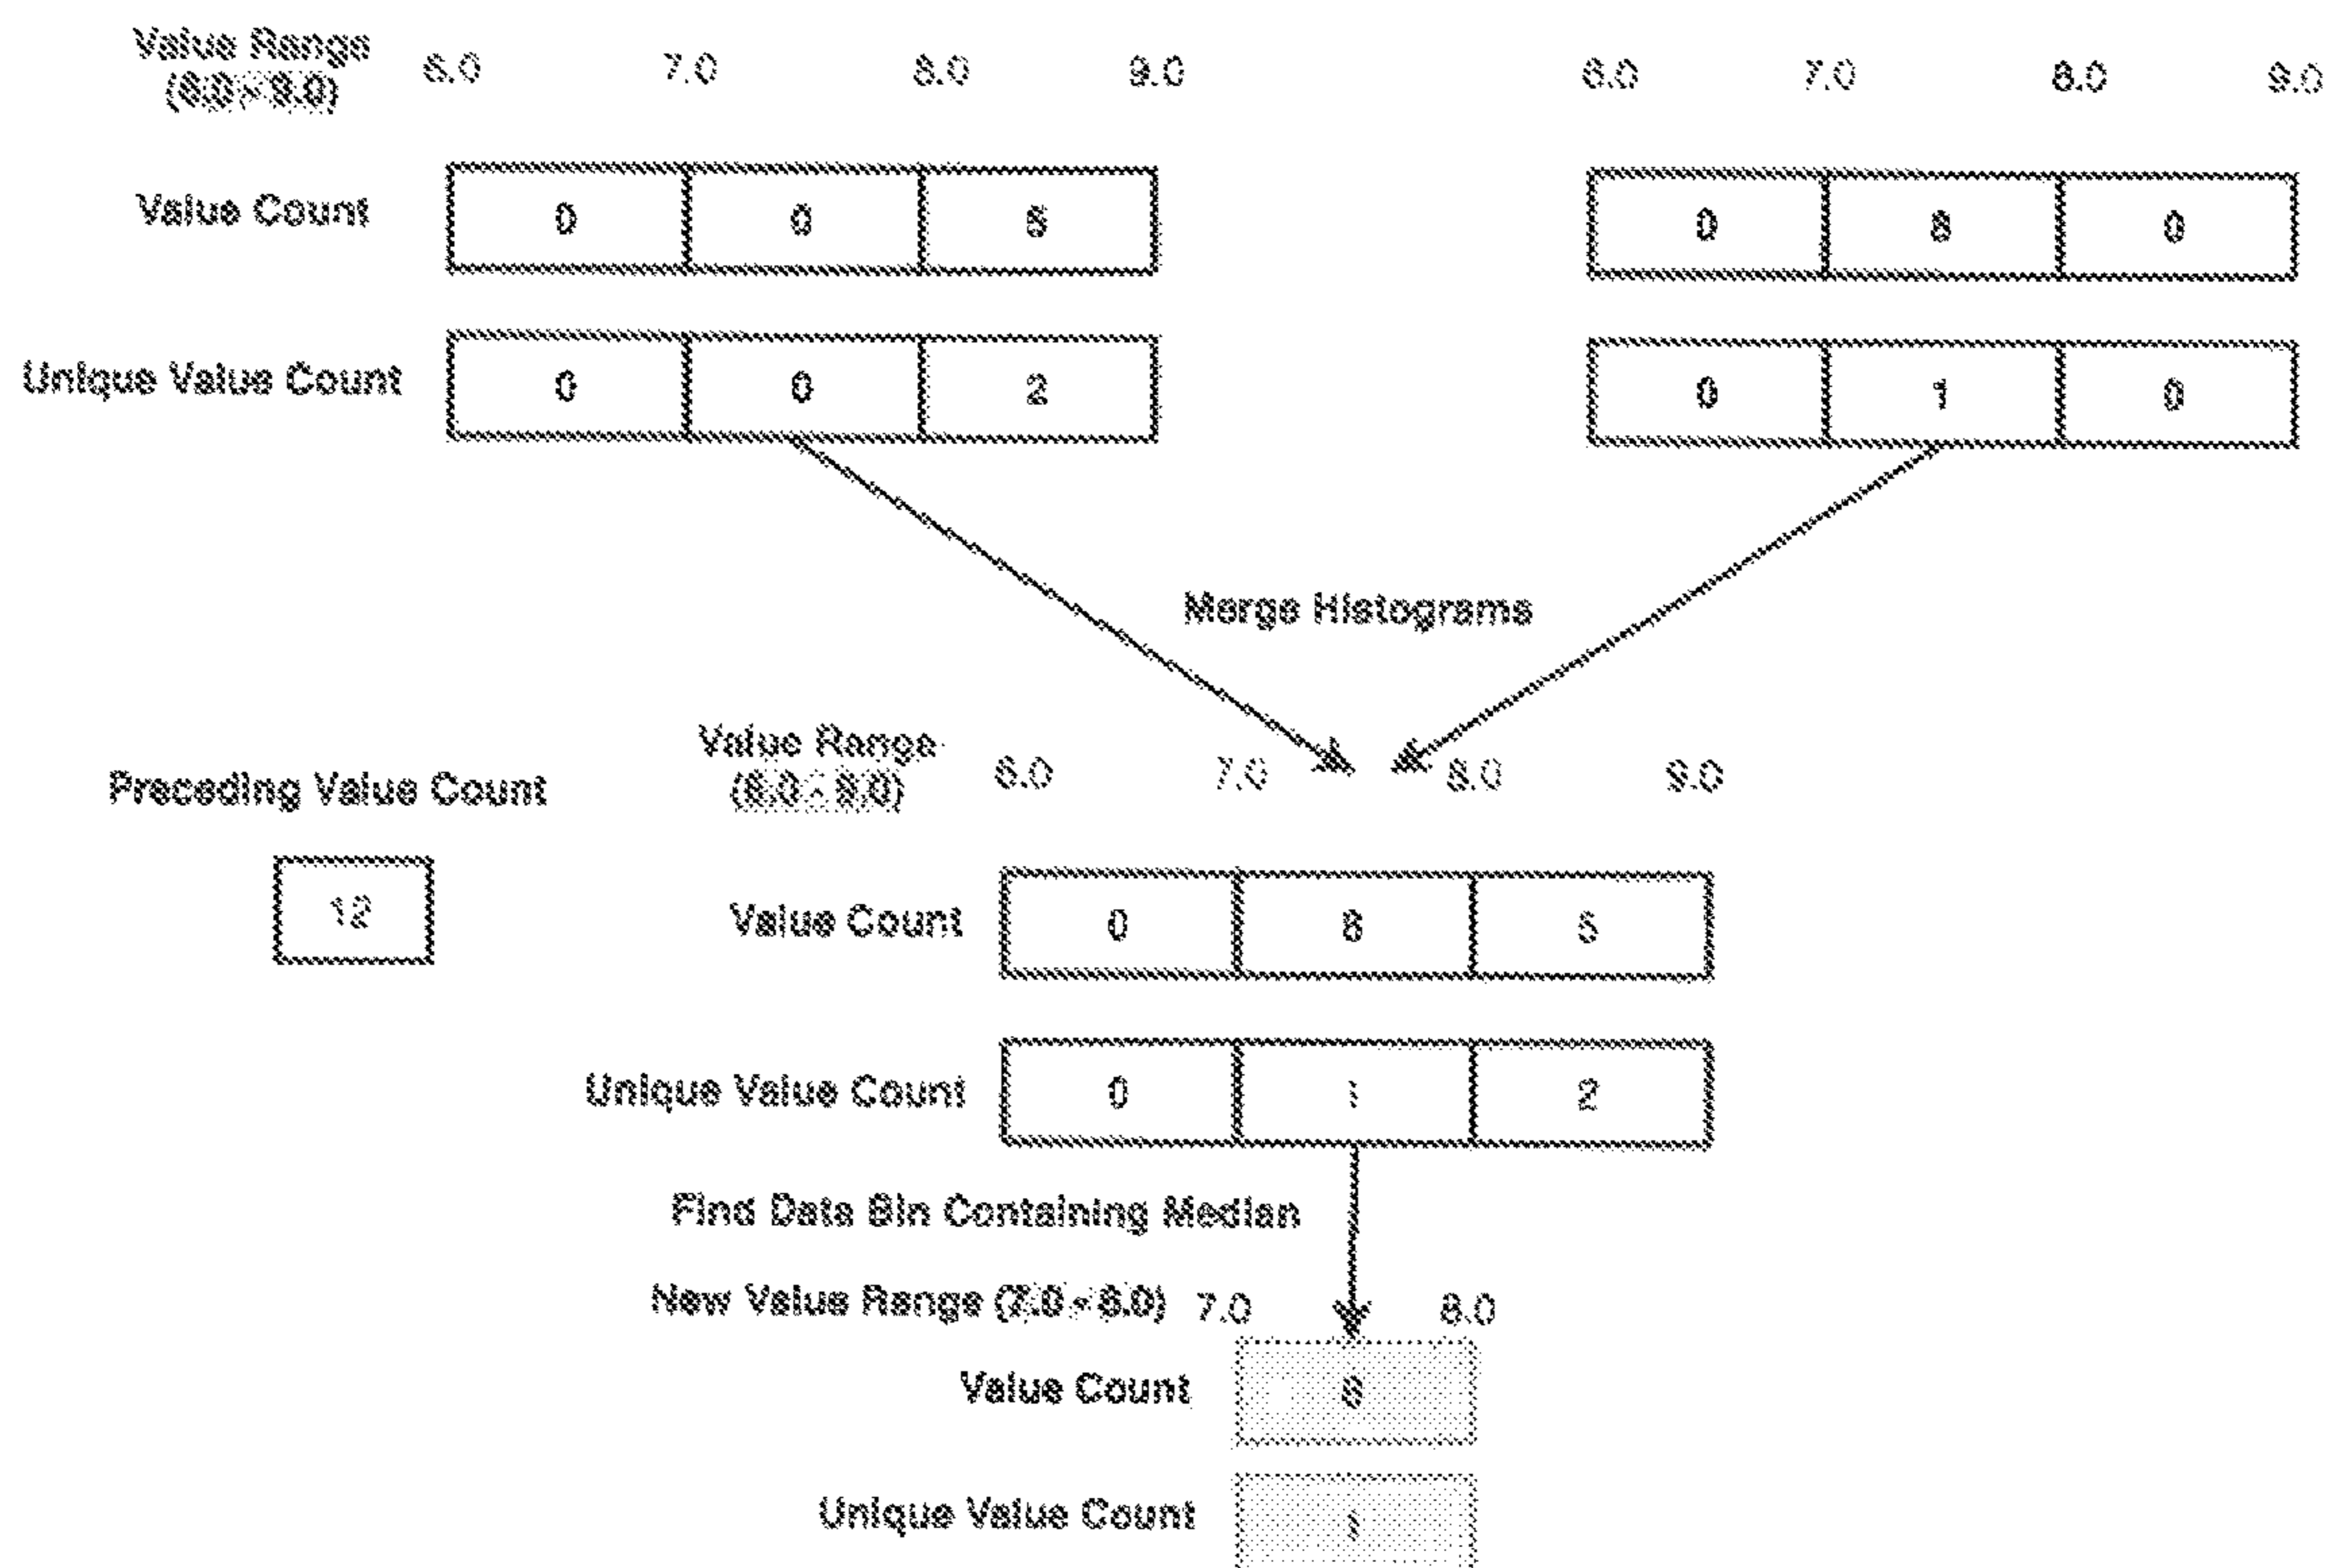 Value Range
(6.0 - 9.0)
6.0 7.0 8.0 9.0
6.0 7.0 8.0 9.0
Value Count
0 0 5
0 8 0
Unique Value Count
0 0 2
0 1 0
Merge Histograms
Preceding Value Count
12
Value Range
(6.0 - 9.0)
6.0 7.0 8.0 9.0
Value Count
0 8 5
Unique Value Count
0 1 2
Find Data Bin Containing Median
New Value Range (7.0 - 8.0)
7.0 8.0
Value Count
8
Unique Value Count
1